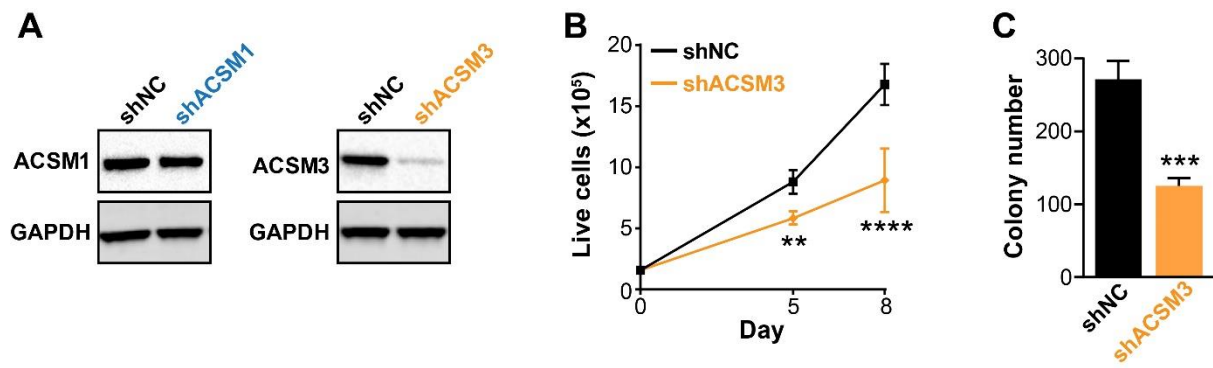 A
shNC
shACSM1
ACSM1
GAPDH
shNC
shACSM3
ACSM3
GAPDH
B
Live cells (x10⁵)
20
15
10
5
0
shNC
shACSM3
**
****
0
5
8
Day
C
Colony number
300
200
100
0
***
shNC
shACSM3